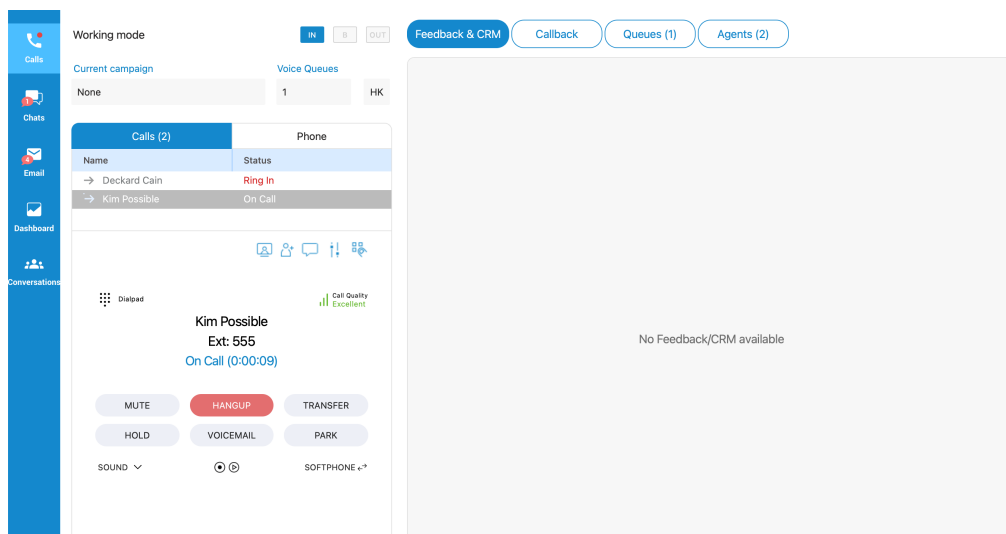 Calls
1
Chats
4
Email
Dashboard
Conversations
Working mode
IN
B
OUT
Current campaign
Voice Queues
None
1
HK
Calls (2)
Phone
Name
Status
Deckard Cain
Ring In
Kim Possible
On Call
Dialpad
Call Quality
Excellent
Kim Possible
Ext: 555
On Call (0:00:09)
MUTE
HANGUP
TRANSFER
HOLD
VOICEMAIL
PARK
SOUND
SOFTPHONE
Feedback & CRM
Callback
Queues (1)
Agents (2)
No Feedback/CRM available